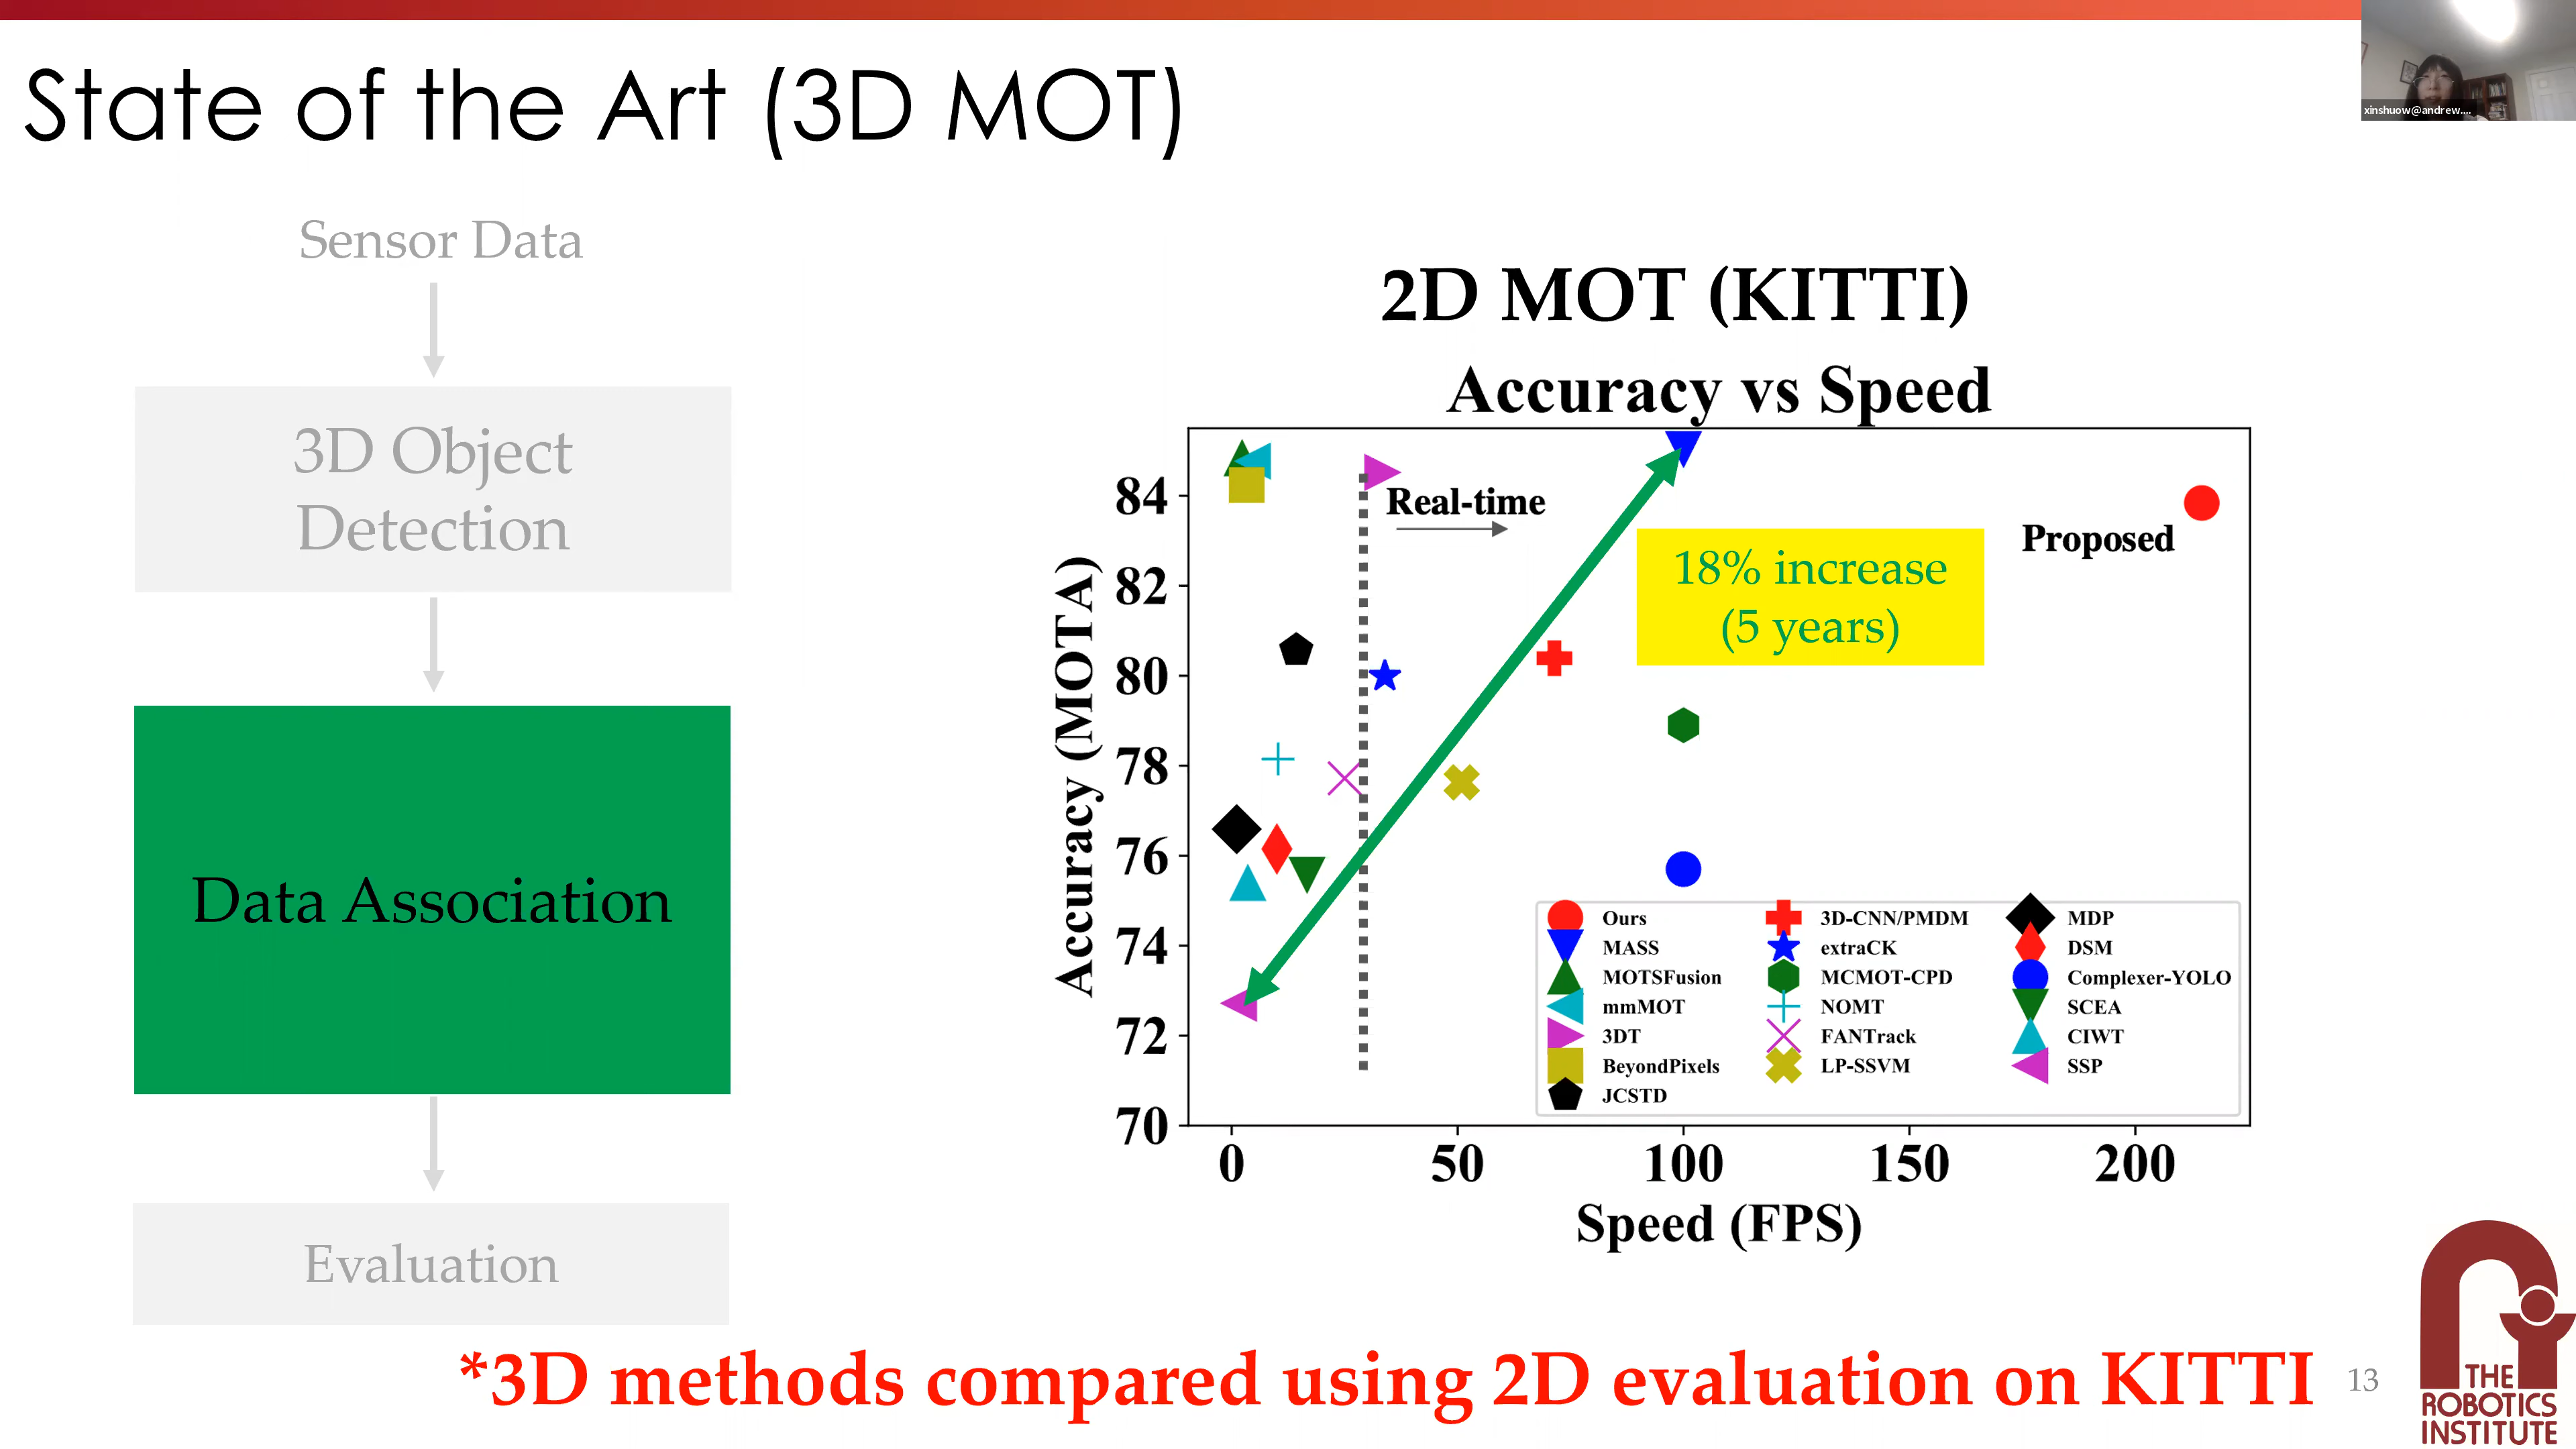 State of the Art (3D MOT)
xinshuow@andrew....
Sensor Data
3D Object
Detection
Data Association
Evaluation
2D MOT (KITTI)
Accuracy vs Speed
Accuracy (MOTA)
84
82
80
78
76
74
72
70
Real-time
18% increase
(5 years)
Proposed
Ours
MASS
MOTSFusion
mmMOT
3DT
BeyondPixels
JCSTD
3D-CNN/PMDM
extraCK
MCMOT-CPD
NOMT
FANTrack
LP-SSVM
MDP
DSM
Complexer-YOLO
SCEA
CIWT
SSP
0 50 100 150 200
Speed (FPS)
*3D methods compared using 2D evaluation on KITTI
13
THE
ROBOTICS
INSTITUTE